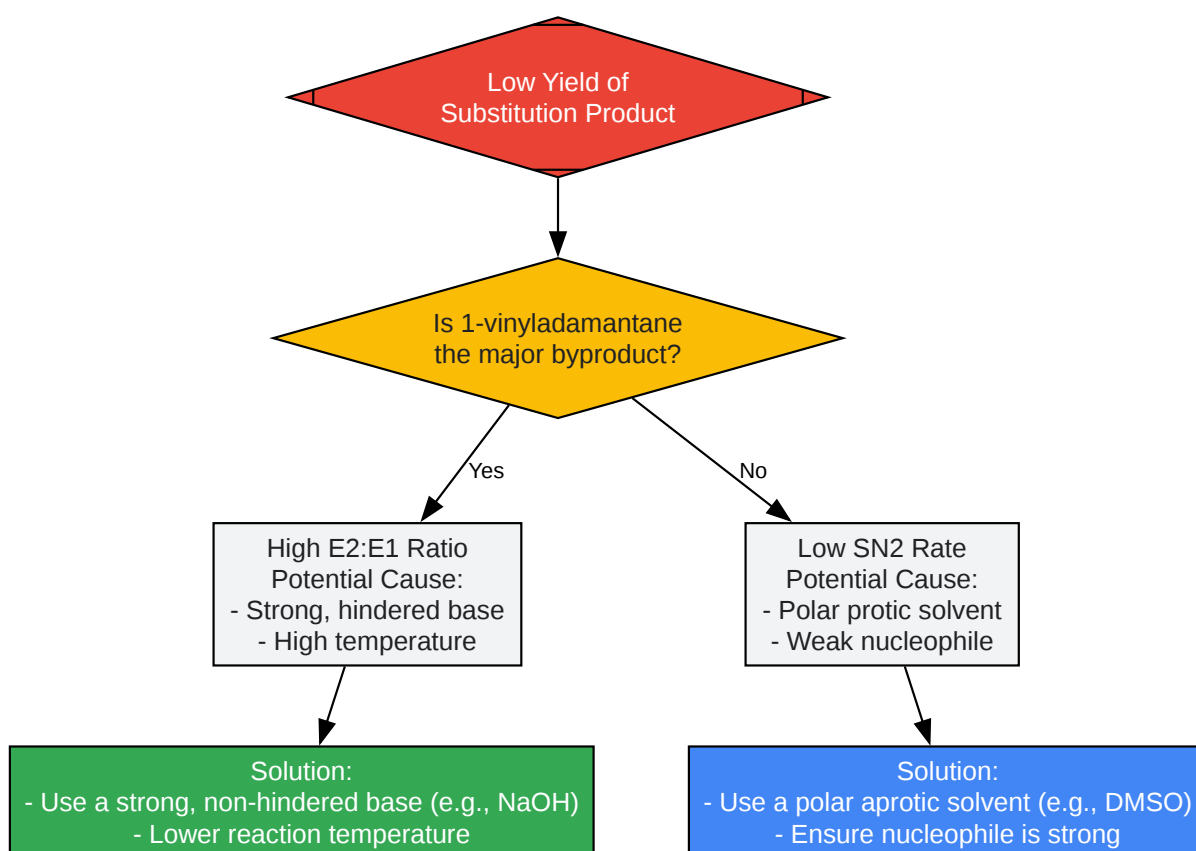 Low Yield of
Substitution Product
Is 1-vinyladamantane
the major byproduct?
Yes
No
High E2:E1 Ratio
Potential Cause:
- Strong, hindered base
- High temperature
Low SN2 Rate
Potential Cause:
- Polar protic solvent
- Weak nucleophile
Solution:
- Use a strong, non-hindered base (e.g., NaOH)
- Lower reaction temperature
Solution:
- Use a polar aprotic solvent (e.g., DMSO)
- Ensure nucleophile is strong